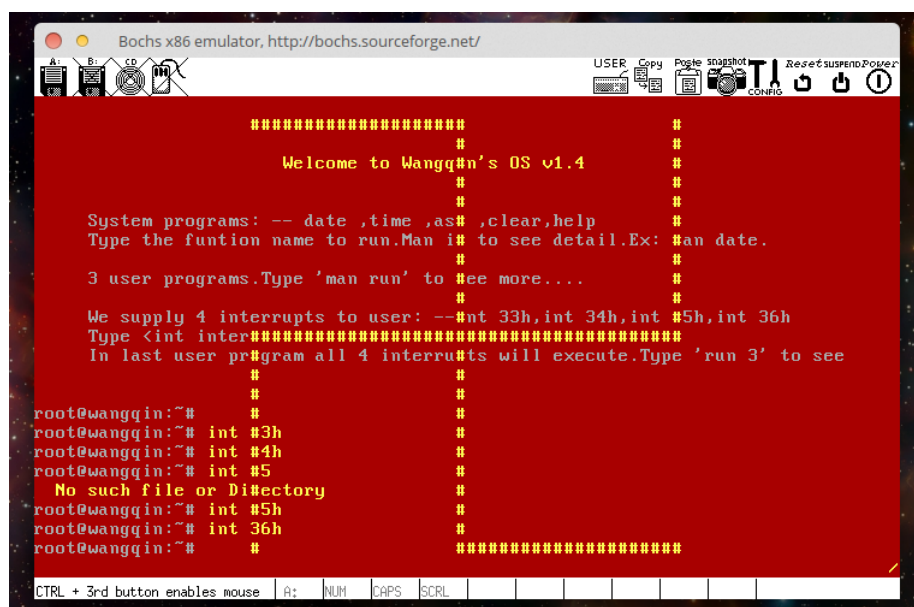 Bochs x86 emulator, http://bochs.sourceforge.net/
A: B: CD USER Copy Paste snapshot CONFIG Reset SUSPEND Power
##################### #
# #
Welcome to Wangq#n's OS v1.4 #
# #
# #
System programs: -- date ,time ,as# ,clear,help #
Type the funtion name to run.Man i# to see detail.Ex: #an date.
# #
3 user programs.Type 'man run' to #ee more.... #
# #
We supply 4 interrupts to user: --#nt 33h,int 34h,int #5h,int 36h
Type <int inter#########################################
In last user pr#gram all 4 interru#ts will execute.Type 'run 3' to see
# #
# #
root@wangqin:~# # #
root@wangqin:~# int #3h #
root@wangqin:~# int #4h #
root@wangqin:~# int #5 #
No such file or Di#ectory #
root@wangqin:~# int #5h #
root@wangqin:~# int 36h #
root@wangqin:~# # #####################
/
CTRL + 3rd button enables mouse A: NUM CAPS SCRL